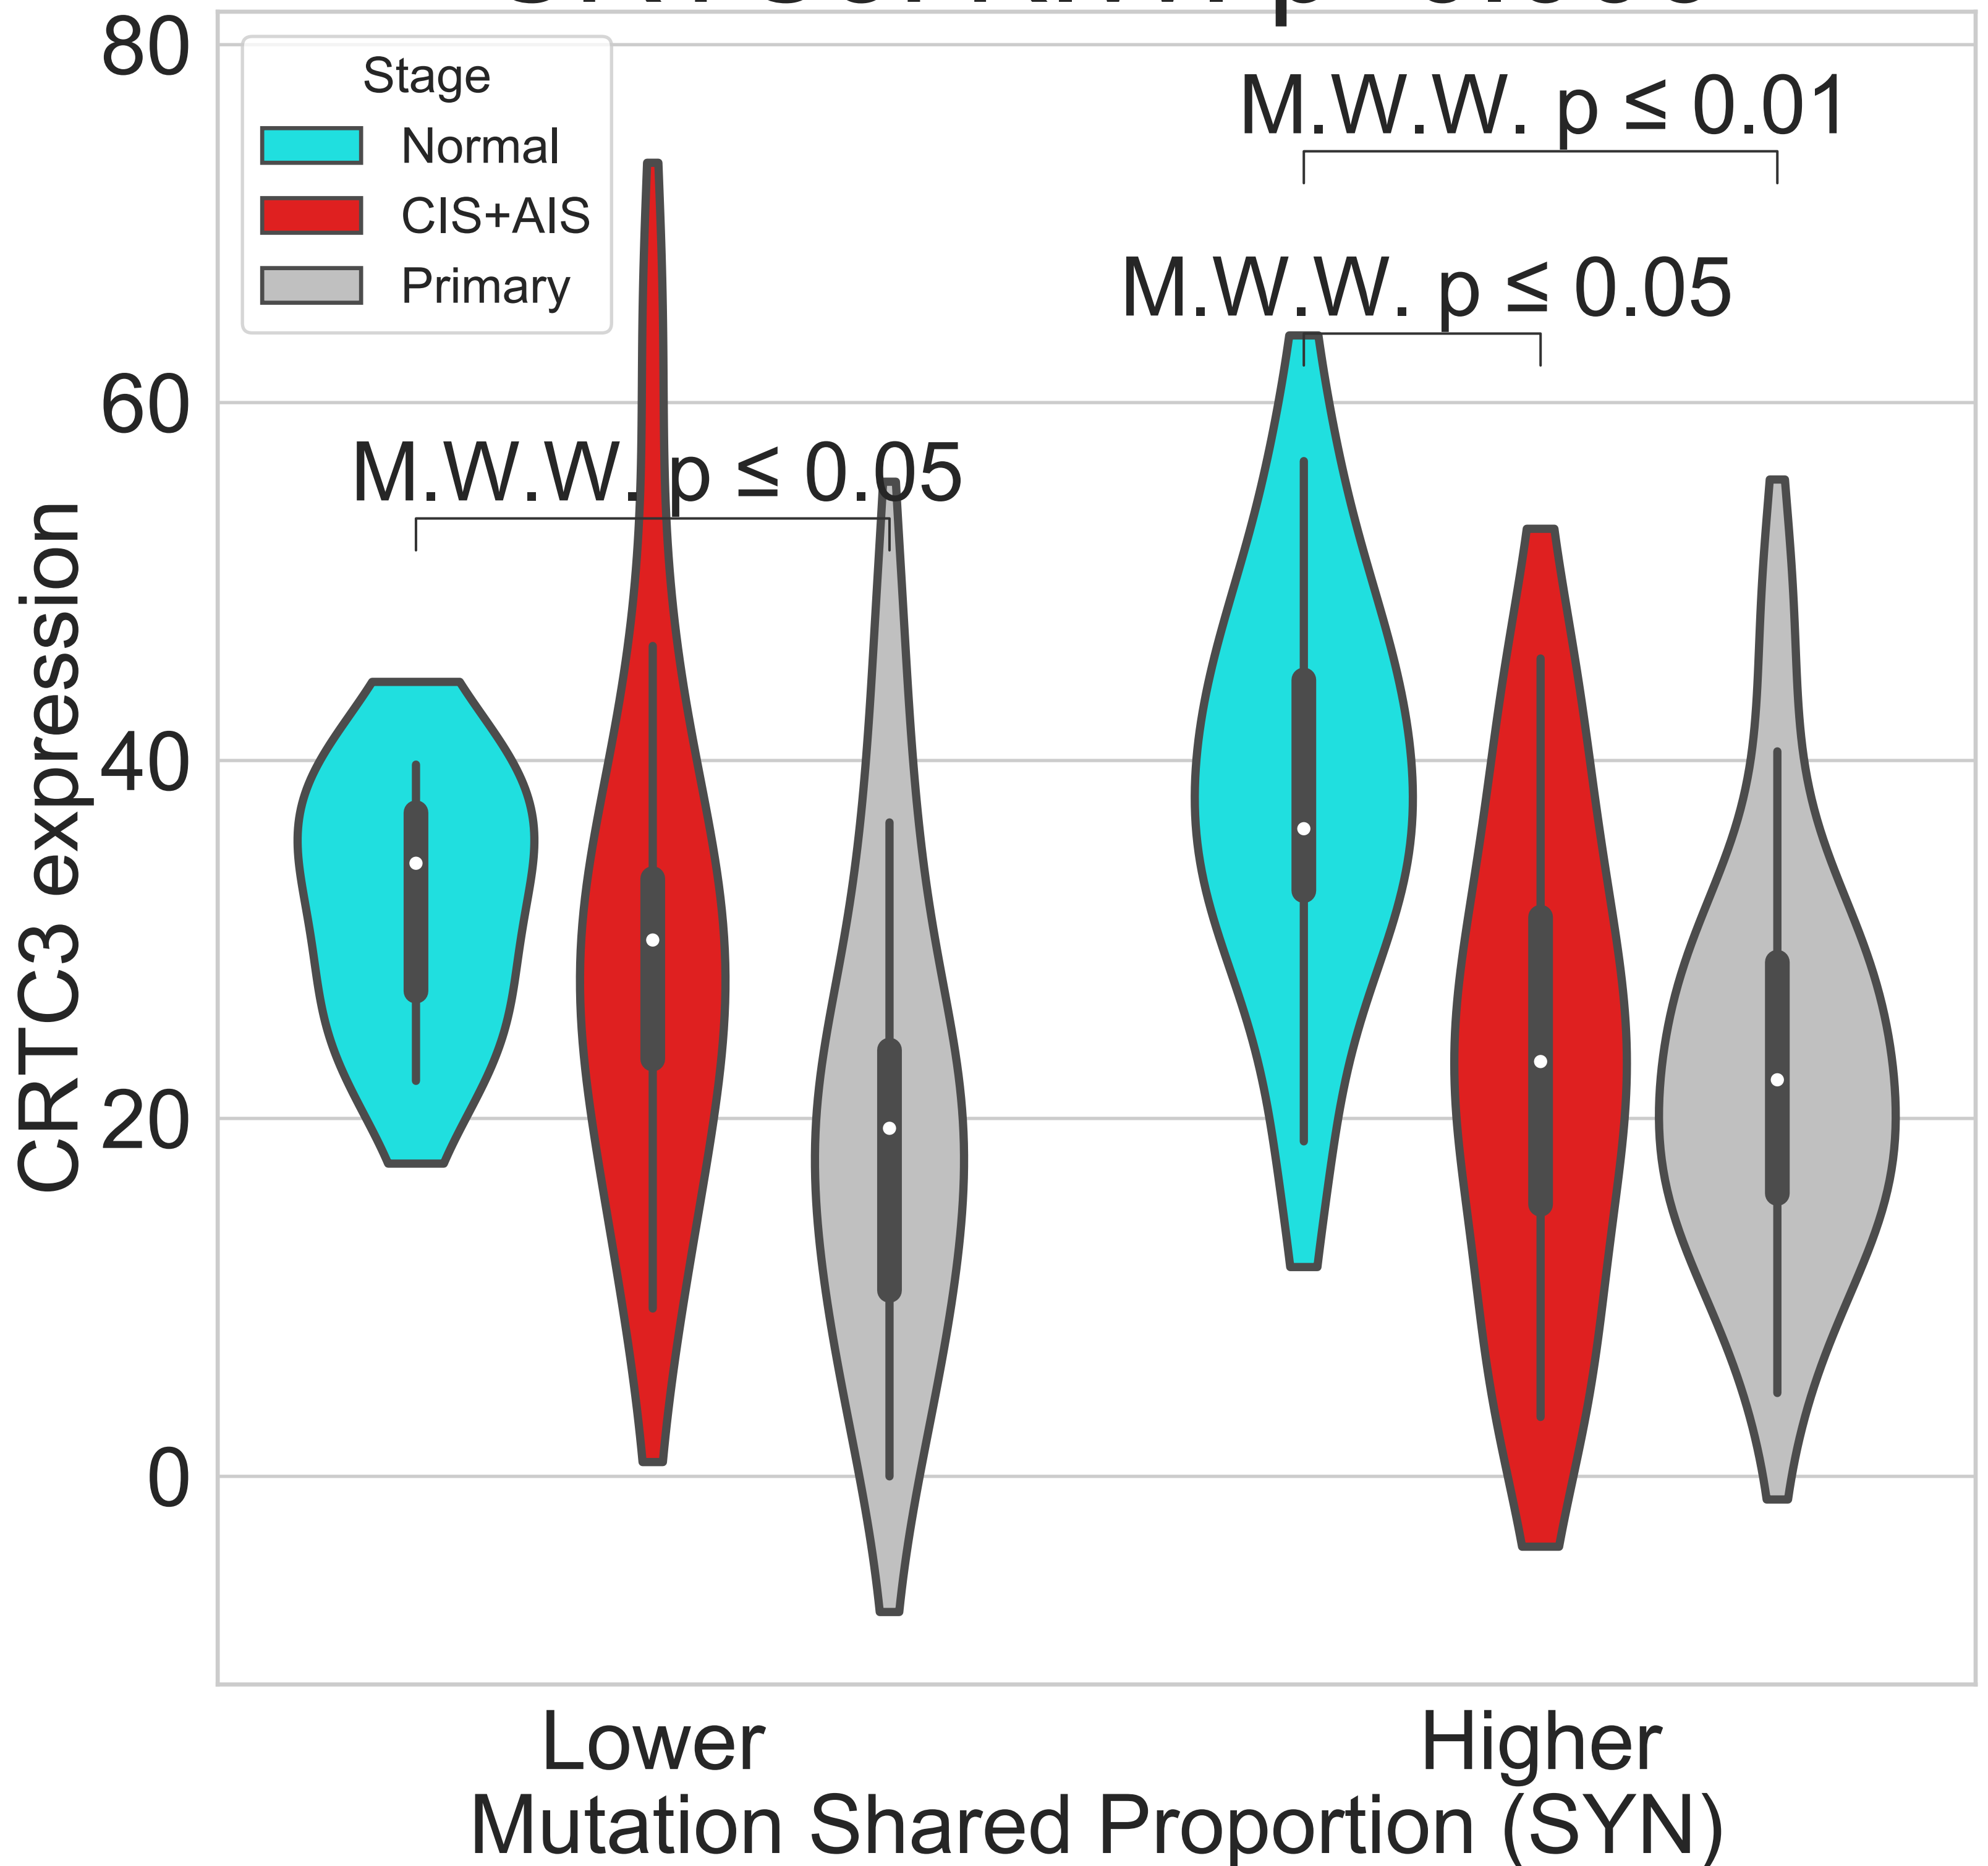 80
Stage
Normal
CIS+AIS
Primary
M.W.W. p ≤ 0.01
M.W.W. p ≤ 0.05
60
M.W.W. p ≤ 0.05
CRTC3 expression
40
20
0
Lower
Higher
Mutation Shared Proportion (SYN)